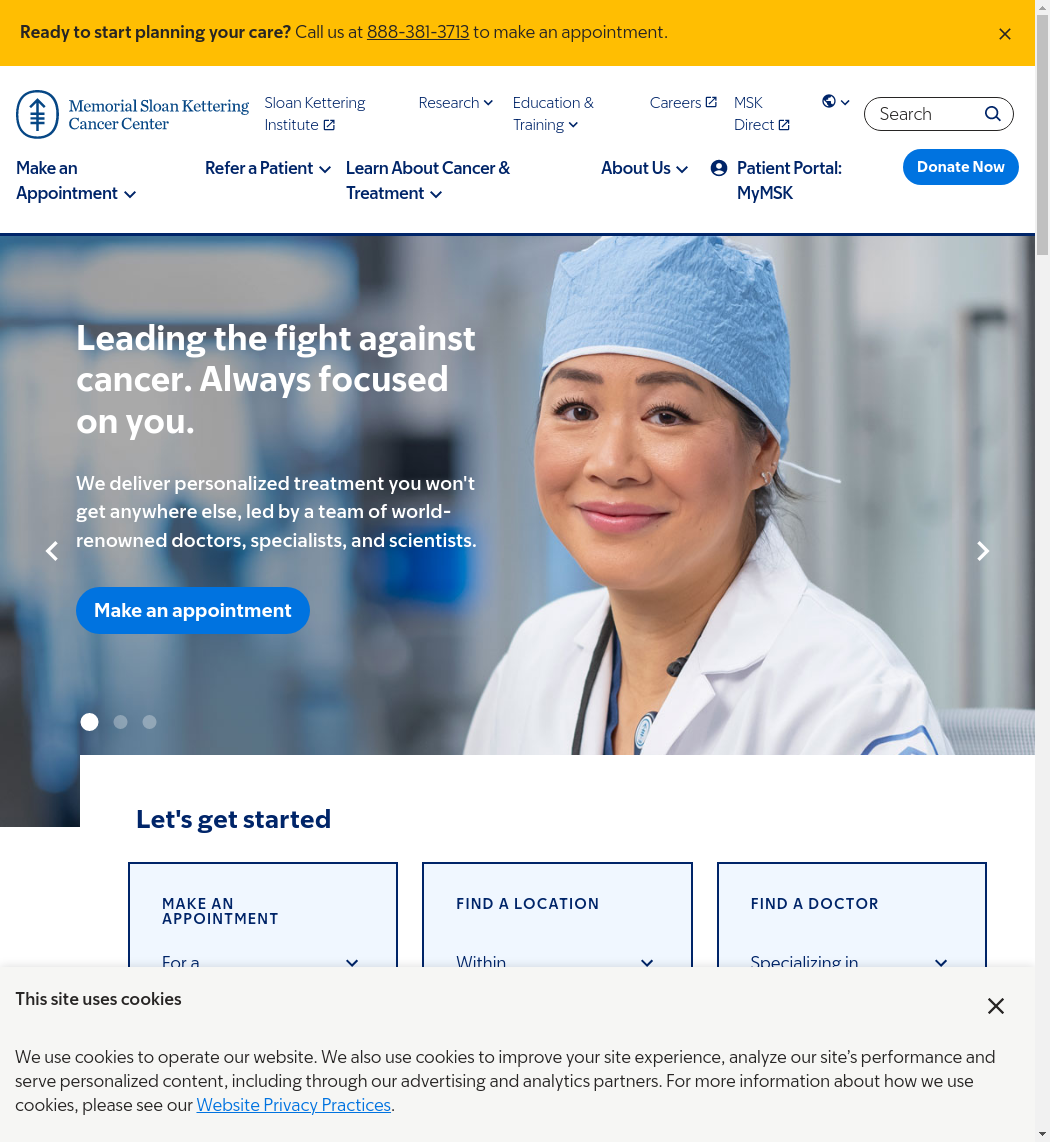 Ready to start planning your care? Call us at 888-381-3713 to make an appointment.
Memorial Sloan Kettering
Cancer Center
Sloan Kettering
Institute
Research
Education &
Training
Careers
MSK
Direct
Search
Make an
Appointment
Refer a Patient
Learn About Cancer &
Treatment
About Us
Patient Portal:
MyMSK
Donate Now
Leading the fight against
cancer. Always focused
on you.
We deliver personalized treatment you won't
get anywhere else, led by a team of world-
renowned doctors, specialists, and scientists.
Make an appointment
Let's get started
MAKE AN
APPOINTMENT
For a
FIND A LOCATION
Within
FIND A DOCTOR
Specializing in
This site uses cookies
We use cookies to operate our website. We also use cookies to improve your site experience, analyze our site’s performance and
serve personalized content, including through our advertising and analytics partners. For more information about how we use
cookies, please see our Website Privacy Practices.